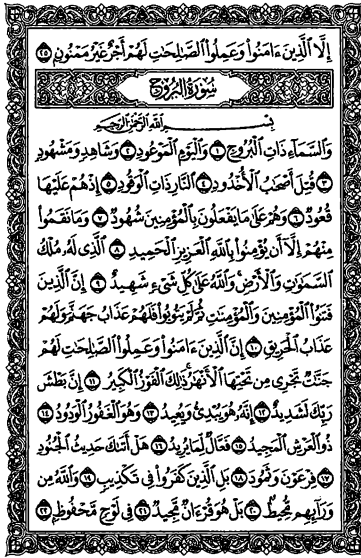 إِلَّا الَّذِينَ ءَامَنُوا۟ وَعَمِلُوا۟ الصَّالِحَاتِ لَهُمْ أَجْرٌ غَيْرُ مَمْنُونٍ ٢٥
سُورَةُ الْبُرُوجِ
بِسْمِ اللَّهِ الرَّحْمَٰنِ الرَّحِيمِ
وَالسَّمَاءِ ذَاتِ الْبُرُوجِ ١ وَالْيَوْمِ الْمَوْعُودِ ٢ وَشَاهِدٍ وَمَشْهُودٍ
٣ قُتِلَ أَصْحَابُ الْأُخْدُودِ ٤ النَّارِ ذَاتِ الْوَقُودِ ٥ إِذْ هُمْ عَلَيْهَا
قُعُودٌ ٦ وَهُمْ عَلَىٰ مَا يَفْعَلُونَ بِالْمُؤْمِنِينَ شُهُودٌ ٧ وَمَا نَقَمُوا
مِنْهُمْ إِلَّا أَن يُؤْمِنُوا بِاللَّهِ الْعَزِيزِ الْحَمِيدِ ٨ الَّذِي لَهُ مُلْكُ
السَّمَاوَاتِ وَالْأَرْضِ وَاللَّهُ عَلَىٰ كُلِّ شَيْءٍ شَهِيدٌ ٩ إِنَّ الَّذِينَ
فَتَنُوا الْمُؤْمِنِينَ وَالْمُؤْمِنَاتِ ثُمَّ لَمْ يَتُوبُوا فَلَهُمْ عَذَابُ جَهَنَّمَ وَلَهُمْ
عَذَابُ الْحَرِيقِ ١٠ إِنَّ الَّذِينَ ءَامَنُوا وَعَمِلُوا الصَّالِحَاتِ لَهُمْ
جَنَّاتٌ تَجْرِي مِن تَحْتِهَا الْأَنْهَارُ ذَٰلِكَ الْفَوْزُ الْكَبِيرُ ١١ إِنَّ بَطْشَ
رَبِّكَ لَشَدِيدٌ ١٢ إِنَّهُ هُوَ يُبْدِئُ وَيُعِيدُ ١٣ وَهُوَ الْغَفُورُ الْوَدُودُ ١٤
ذُو الْعَرْشِ الْمَجِيدُ ١٥ فَعَّالٌ لِّمَا يُرِيدُ ١٦ هَلْ أَتَاكَ حَدِيثُ الْجُنُودِ
١٧ فِرْعَوْنَ وَثَمُودَ ١٨ بَلِ الَّذِينَ كَفَرُوا فِي تَكْذِيبٍ ١٩ وَاللَّهُ مِن
وَرَائِهِم مُّحِيطٌ ٢٠ بَلْ هُوَ قُرْءَانٌ مَّجِيدٌ ٢١ فِي لَوْحٍ مَّحْفُوظٍ ٢٢